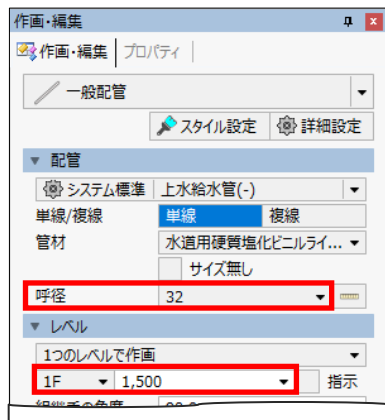 作画・編集
作画・編集 プロパティ
一般配管
スタイル設定 詳細設定
配管
システム標準 上水給水管(-)
単線/複線 単線 複線
管材 水道用硬質塩化ビニルライ...
サイズ無し
呼径 32
レベル
1つのレベルで作画
1F 1,500 指示